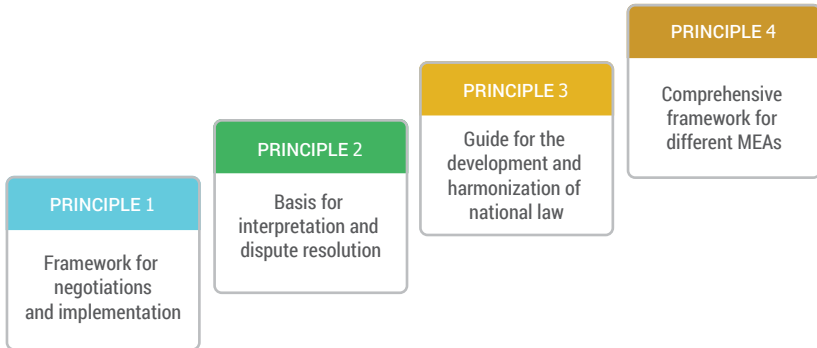 PRINCIPLE 1
Framework for
negotiations
and implementation
PRINCIPLE 2
Basis for
interpretation and
dispute resolution
PRINCIPLE 3
Guide for the
development and
harmonization of
national law
PRINCIPLE 4
Comprehensive
framework for
different MEAs